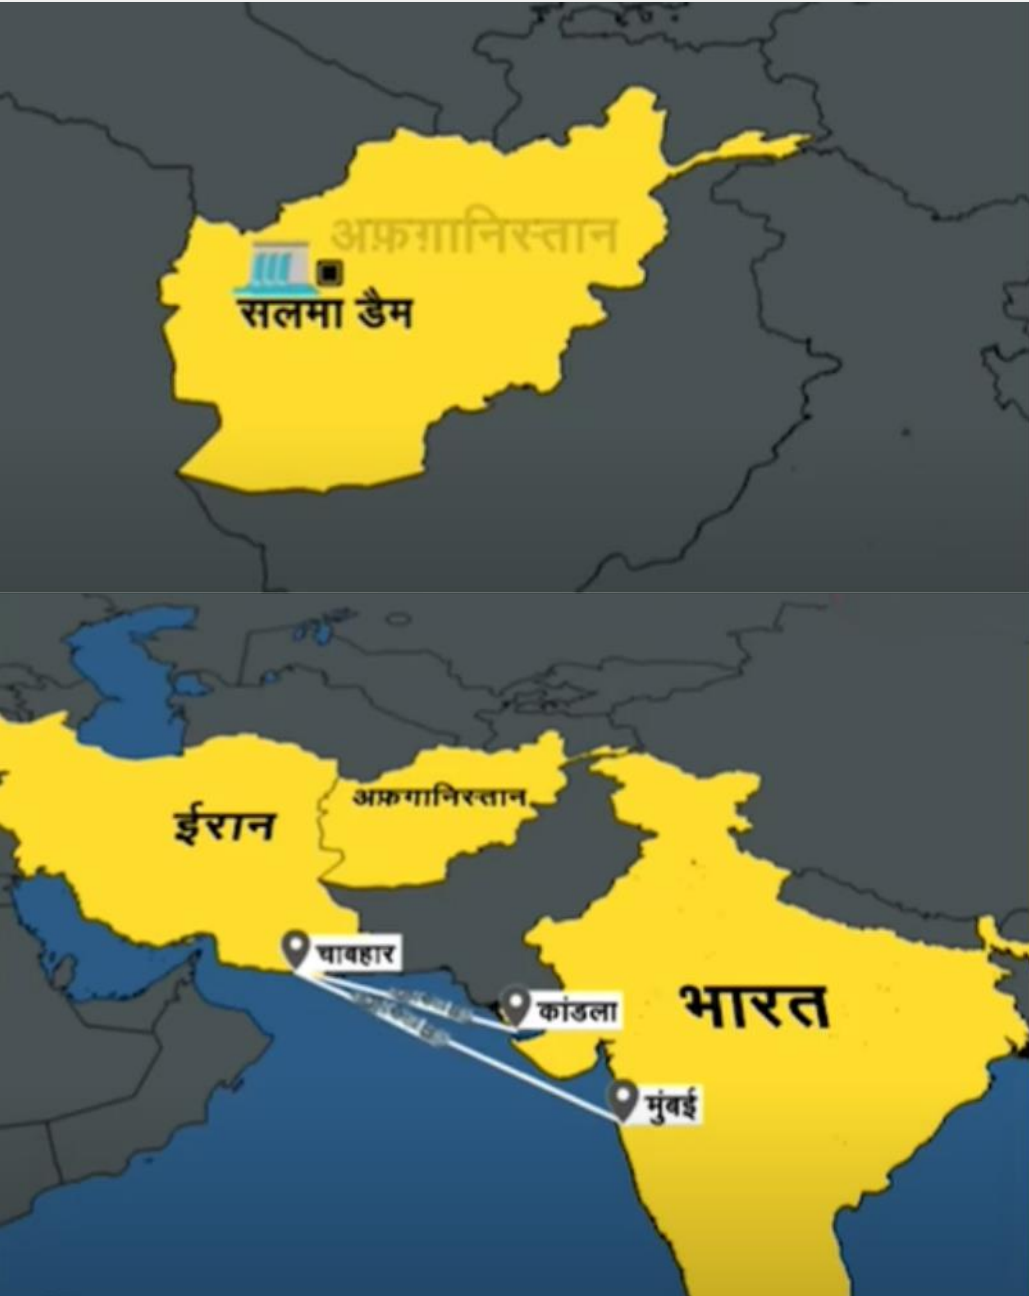 अफ़ग़ानिस्तान
सलमा डैम
अफ़गानिस्तान
ईरान
चाबहार
कांडला
भारत
मुंबई